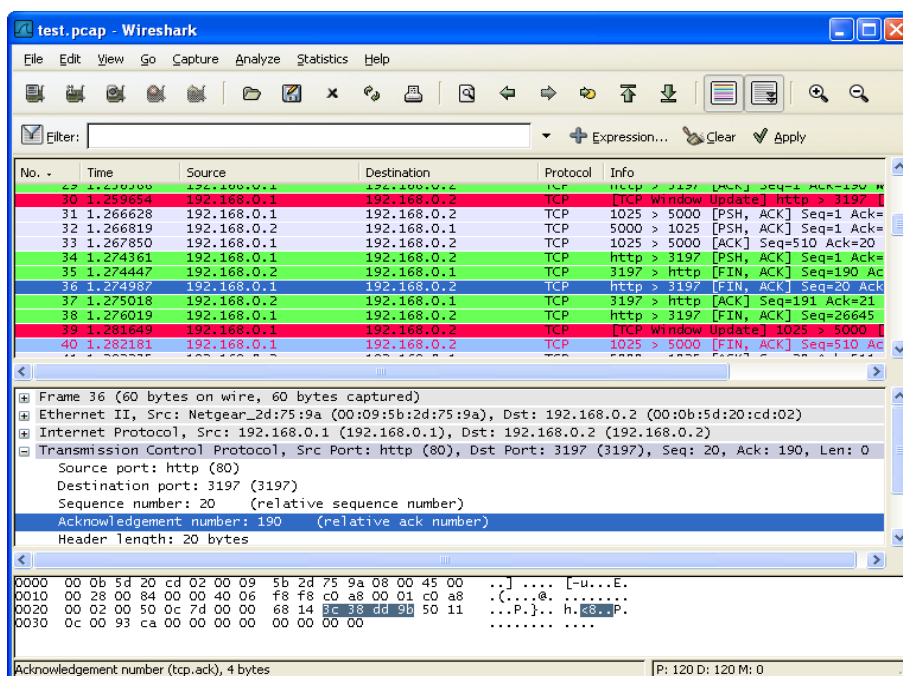 test.pcap - Wireshark
File Edit View Go Capture Analyze Statistics Help
Filter: Expression... Clear Apply
No. Time Source Destination Protocol Info
29 1.256588 192.168.0.1 192.168.0.2 TCP http > 3197 [ACK] Seq=1 Ack=190 W
30 1.259654 192.168.0.1 192.168.0.2 TCP [TCP Window Update] http > 3197 [
31 1.266628 192.168.0.1 192.168.0.2 TCP 1025 > 5000 [PSH, ACK] Seq=1 Ack=
32 1.266819 192.168.0.2 192.168.0.1 TCP 5000 > 1025 [PSH, ACK] Seq=1 Ack=
33 1.267850 192.168.0.1 192.168.0.2 TCP 1025 > 5000 [ACK] Seq=510 Ack=20
34 1.274361 192.168.0.1 192.168.0.2 TCP http > 3197 [PSH, ACK] Seq=1 Ack=
35 1.274447 192.168.0.2 192.168.0.1 TCP 3197 > http [FIN, ACK] Seq=190 Ac
36 1.274987 192.168.0.1 192.168.0.2 TCP http > 3197 [FIN, ACK] Seq=20 Ack
37 1.275018 192.168.0.2 192.168.0.1 TCP 3197 > http [ACK] Seq=191 Ack=21
38 1.276019 192.168.0.1 192.168.0.2 TCP http > 3197 [FIN, ACK] Seq=26645
39 1.281649 192.168.0.1 192.168.0.2 TCP [TCP Window Update] 1025 > 5000 [
40 1.282181 192.168.0.1 192.168.0.2 TCP 1025 > 5000 [FIN, ACK] Seq=510 Ac
Frame 36 (60 bytes on wire, 60 bytes captured)
Ethernet II, Src: Netgear_2d:75:9a (00:09:5b:2d:75:9a), Dst: 192.168.0.2 (00:0b:5d:20:cd:02)
Internet Protocol, Src: 192.168.0.1 (192.168.0.1), Dst: 192.168.0.2 (192.168.0.2)
Transmission Control Protocol, Src Port: http (80), Dst Port: 3197 (3197), Seq: 20, Ack: 190, Len: 0
Source port: http (80)
Destination port: 3197 (3197)
Sequence number: 20 (relative sequence number)
Acknowledgement number: 190 (relative ack number)
Header length: 20 bytes
0000 00 0b 5d 20 cd 02 00 09 5b 2d 75 9a 08 00 45 00 ..] .... [-u...E.
0010 00 28 00 84 00 00 40 06 f8 f8 c0 a8 00 01 c0 a8 .(....@. ........
0020 00 02 00 50 0c 7d 00 00 68 14 3c 38 dd 9b 50 11 ...P.}.. h.<8..P.
0030 0c 00 93 ca 00 00 00 00 00 00 00 00 ........ ....
Acknowledgement number (tcp.ack), 4 bytes P: 120 D: 120 M: 0